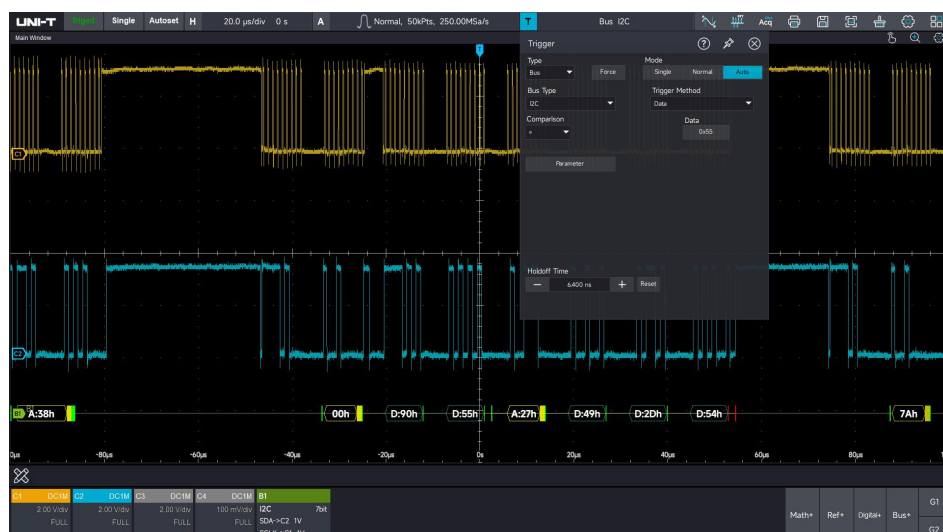 UNI-T Triged Single Autoset H 20.0 μs/div 0 s A Normal, 50kPts, 250.00MSa/s T Bus I2C Acq
Main Window
Trigger
Type Mode
Bus Force Single Normal Auto
Bus Type Trigger Method
I2C Data
Comparison Data
= 0x55
Parameter
Holdoff Time
6.400 ns Reset
T
C1
C2
B1 A:38h 00h D:90h D:55h A:27h D:49h D:2Dh D:54h 7Ah
0μs -80μs -60μs -40μs -20μs 0s 20μs 40μs 60μs 80μs 1
C1 DC1M C2 DC1M C3 DC1M C4 DC1M B1
2.00 V/div 2.00 V/div 2.00 V/div 100 mV/div I2C 7bit
FULL FULL FULL FULL SDA->C2 1V
Math+ Ref+ Digital+ Bus+ G1
G2